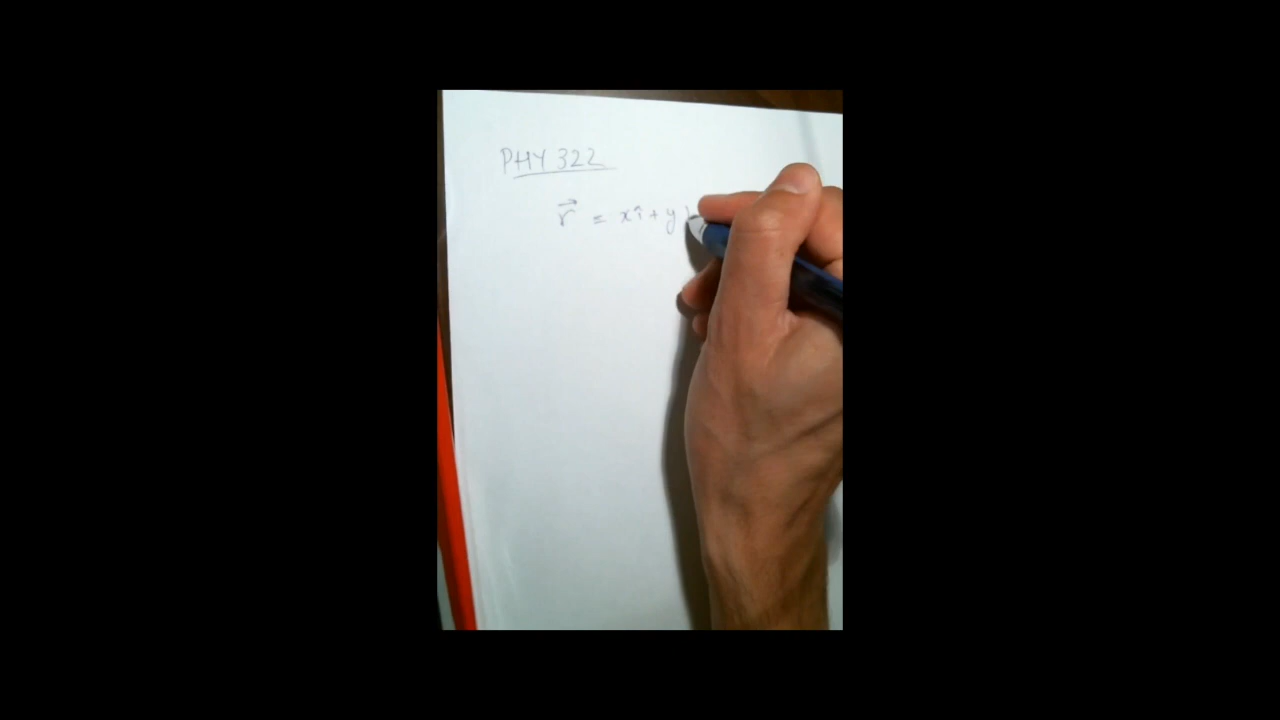 PHY 322
r⃗ = xî + y